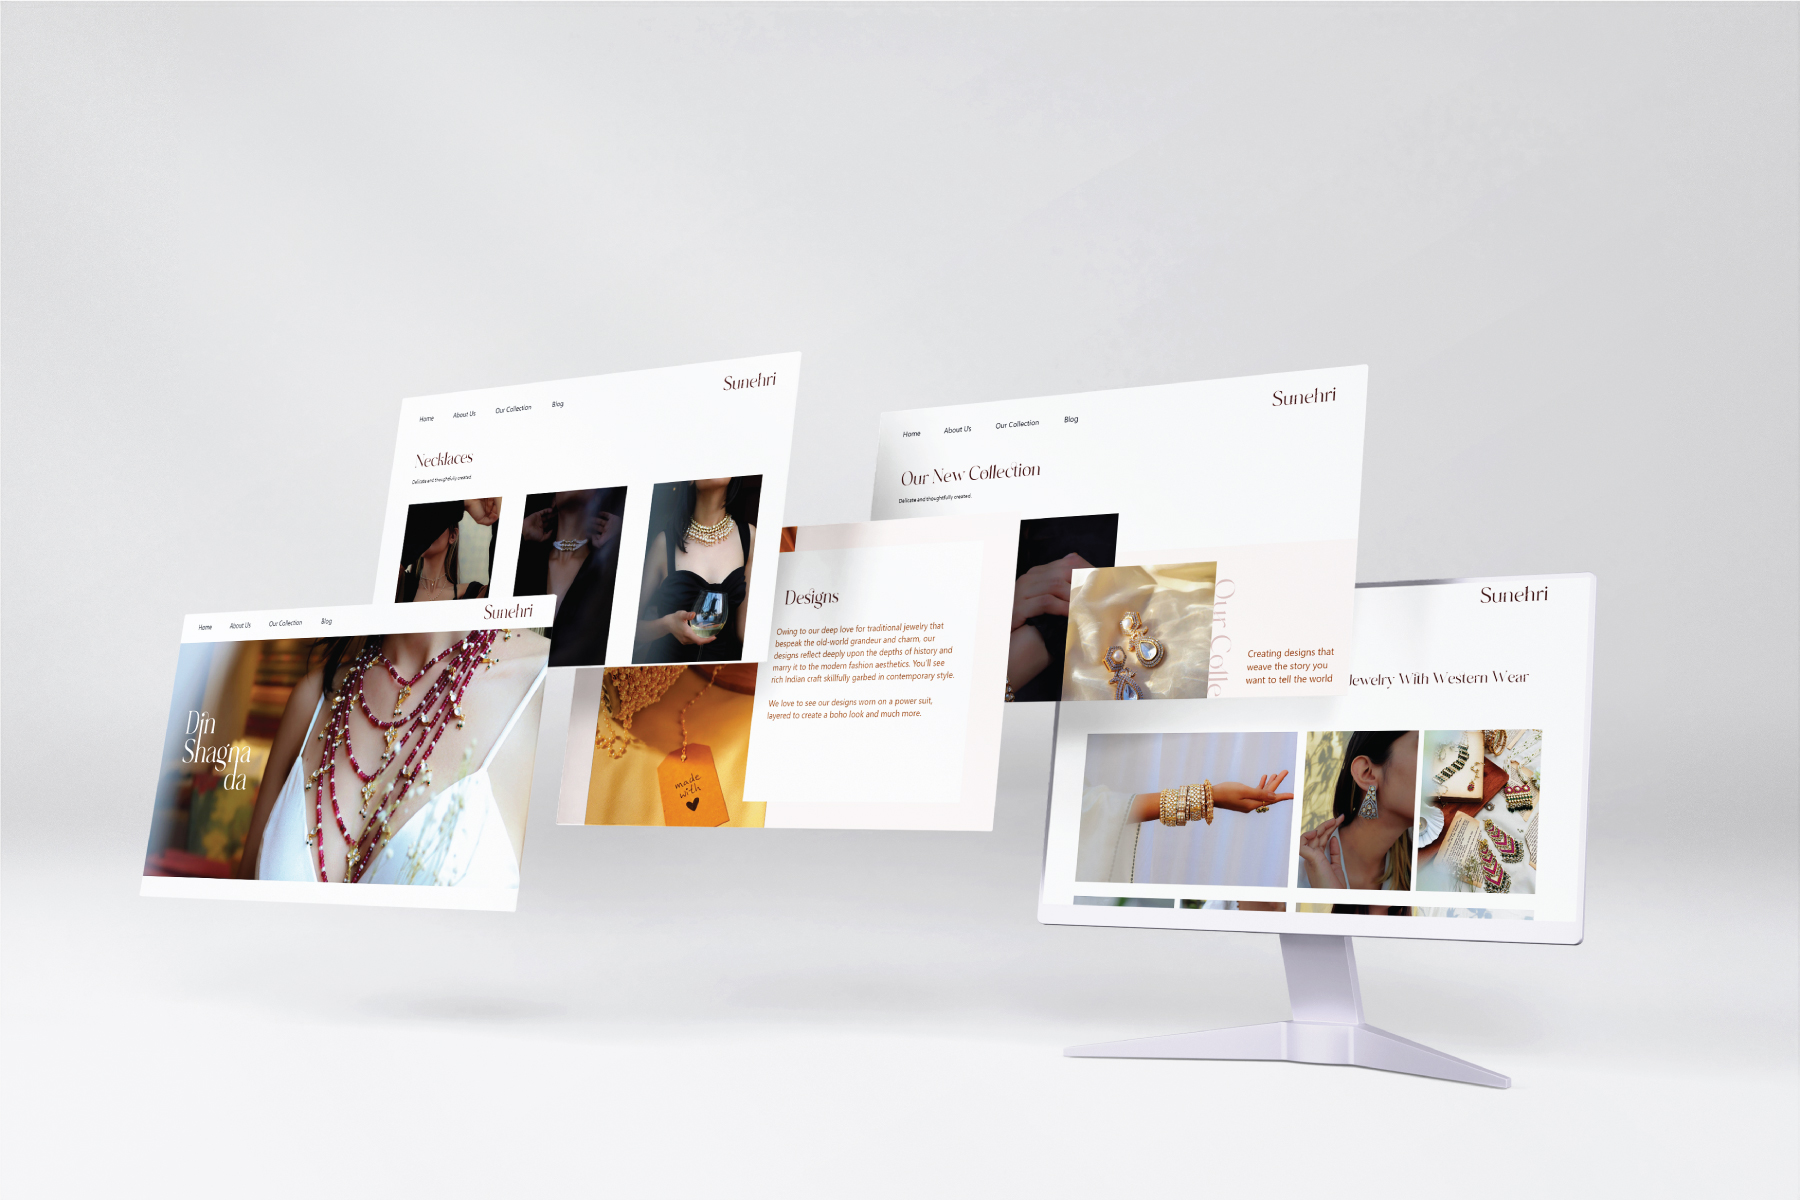 Home About Us Our Collection Blog
Sunehri
Din
Shagna
da
Home About Us Our Collection Blog
Sunehri
Necklaces
Delicate and thoughtfully created.
Designs
Owing to our deep love for traditional jewelry that
bespeak the old-world grandeur and charm, our
designs reflect deeply upon the depths of history and
marry it to the modern fashion aesthetics. You'll see
rich Indian craft skillfully garbed in contemporary style.
We love to see our designs worn on a power suit,
layered to create a boho look and much more.
made
with
Home About Us Our Collection Blog
Sunehri
Our New Collection
Delicate and thoughtfully created.
Our Colle
Creating designs that
weave the story you
want to tell the world
Sunehri
Jewelry With Western Wear